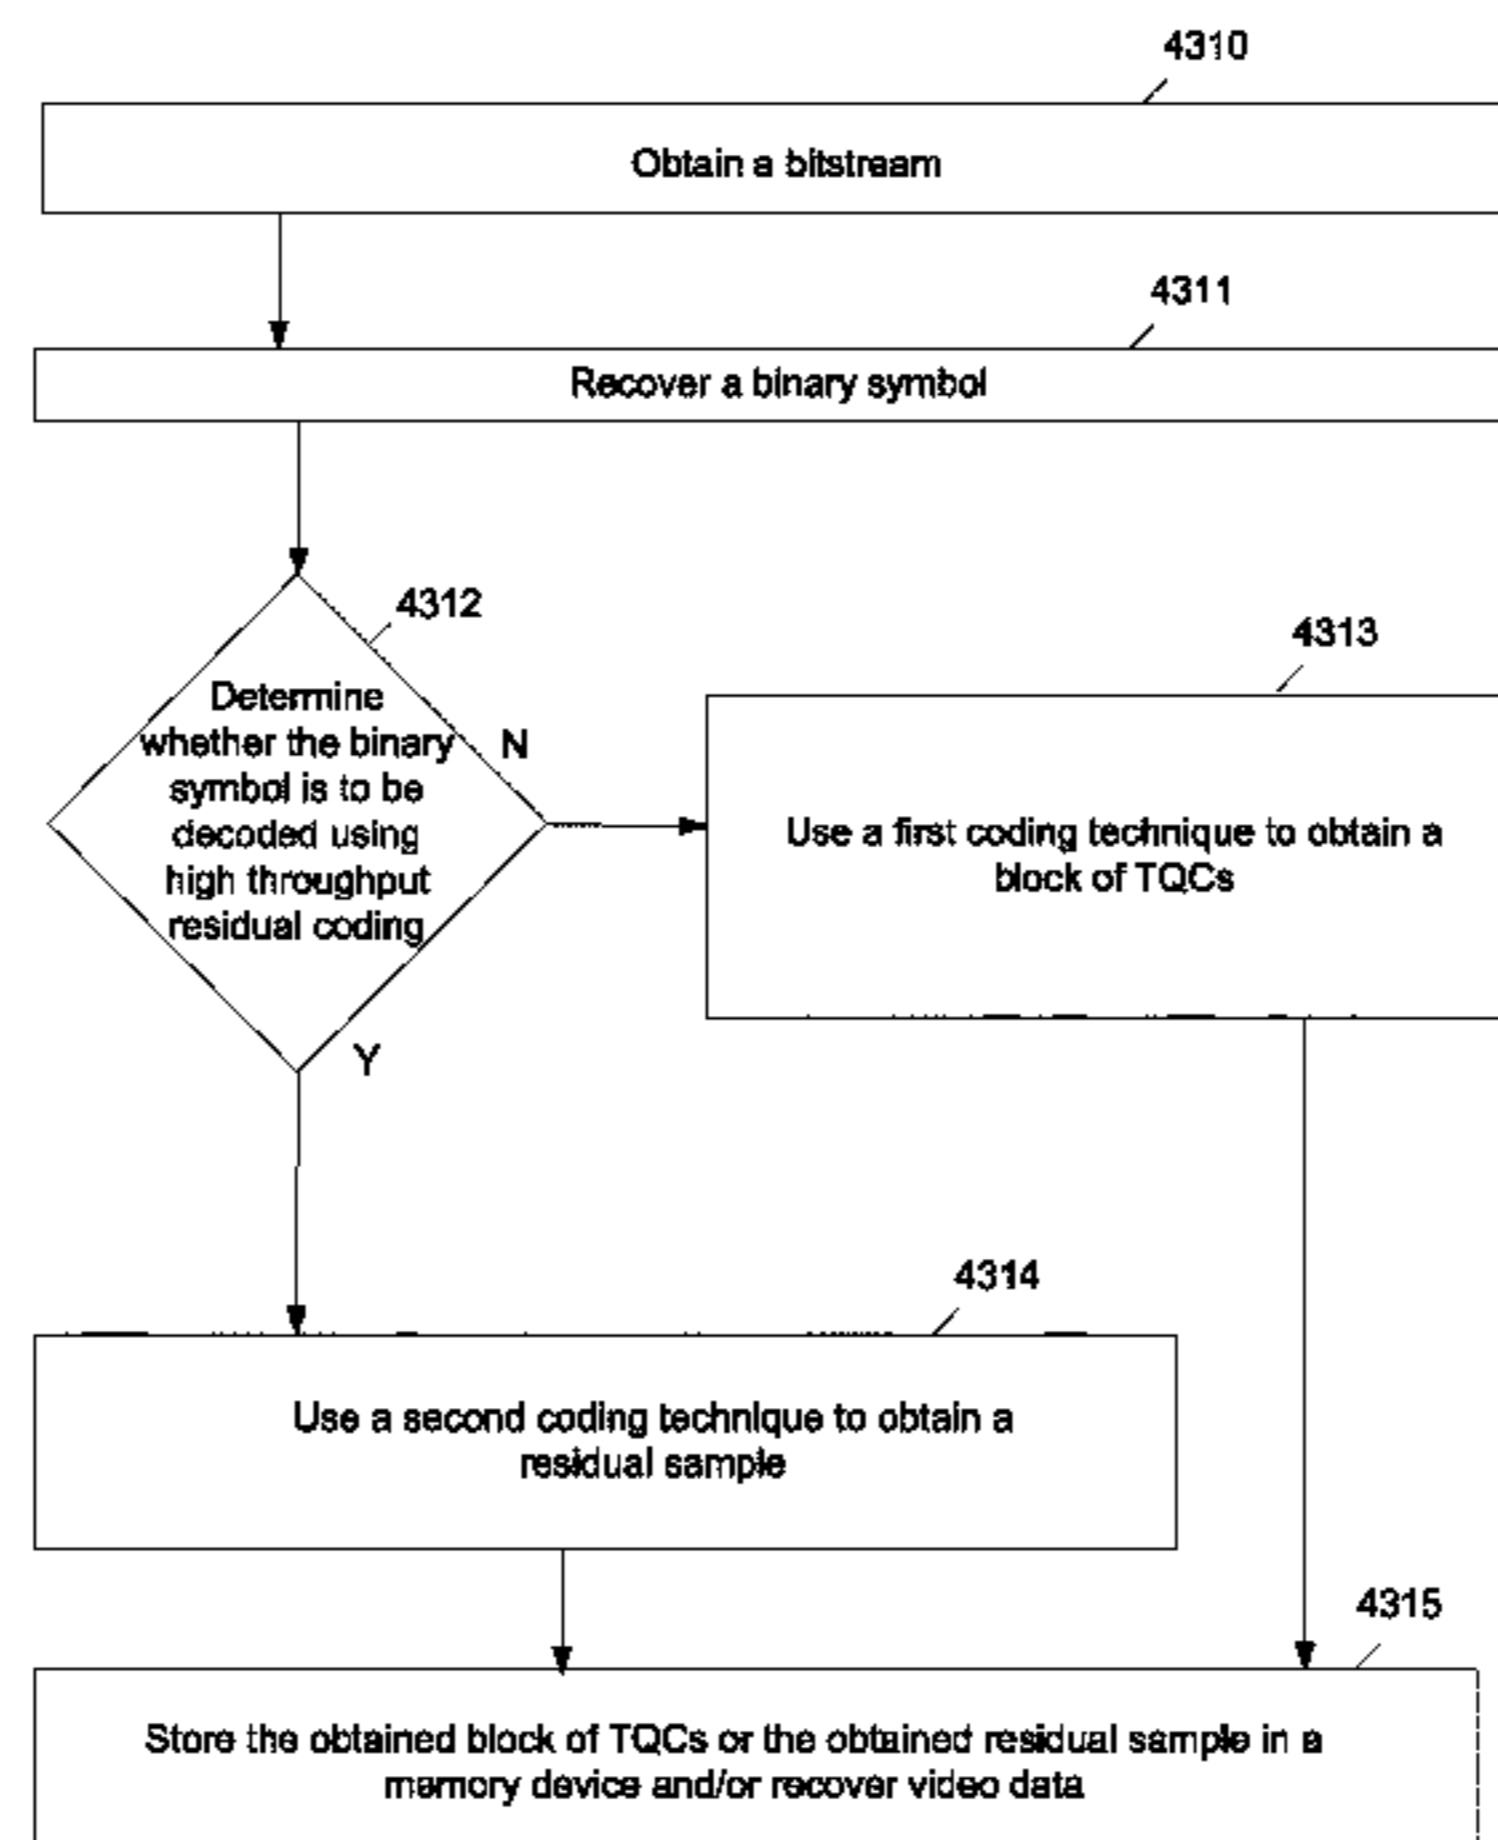 4310
Obtain a bitstream
4311
Recover a binary symbol
4312
Determine
whether the binary
symbol is to be
decoded using
high throughput
residual coding
N
Y
4313
Use a first coding technique to obtain a
block of TQCs
4314
Use a second coding technique to obtain a
residual sample
4315
Store the obtained block of TQCs or the obtained residual sample in a
memory device and/or recover video data